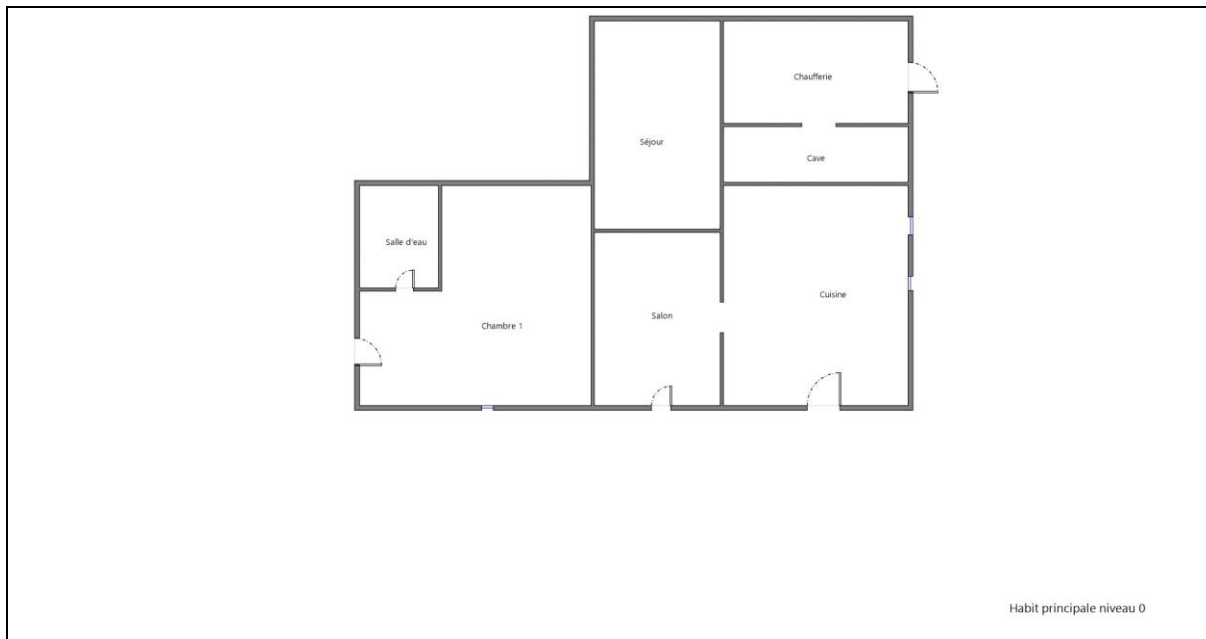 Chaufferie
Séjour
Cave
Salle d'eau
Cuisine
Salon
Chambre 1
Habit principale niveau 0